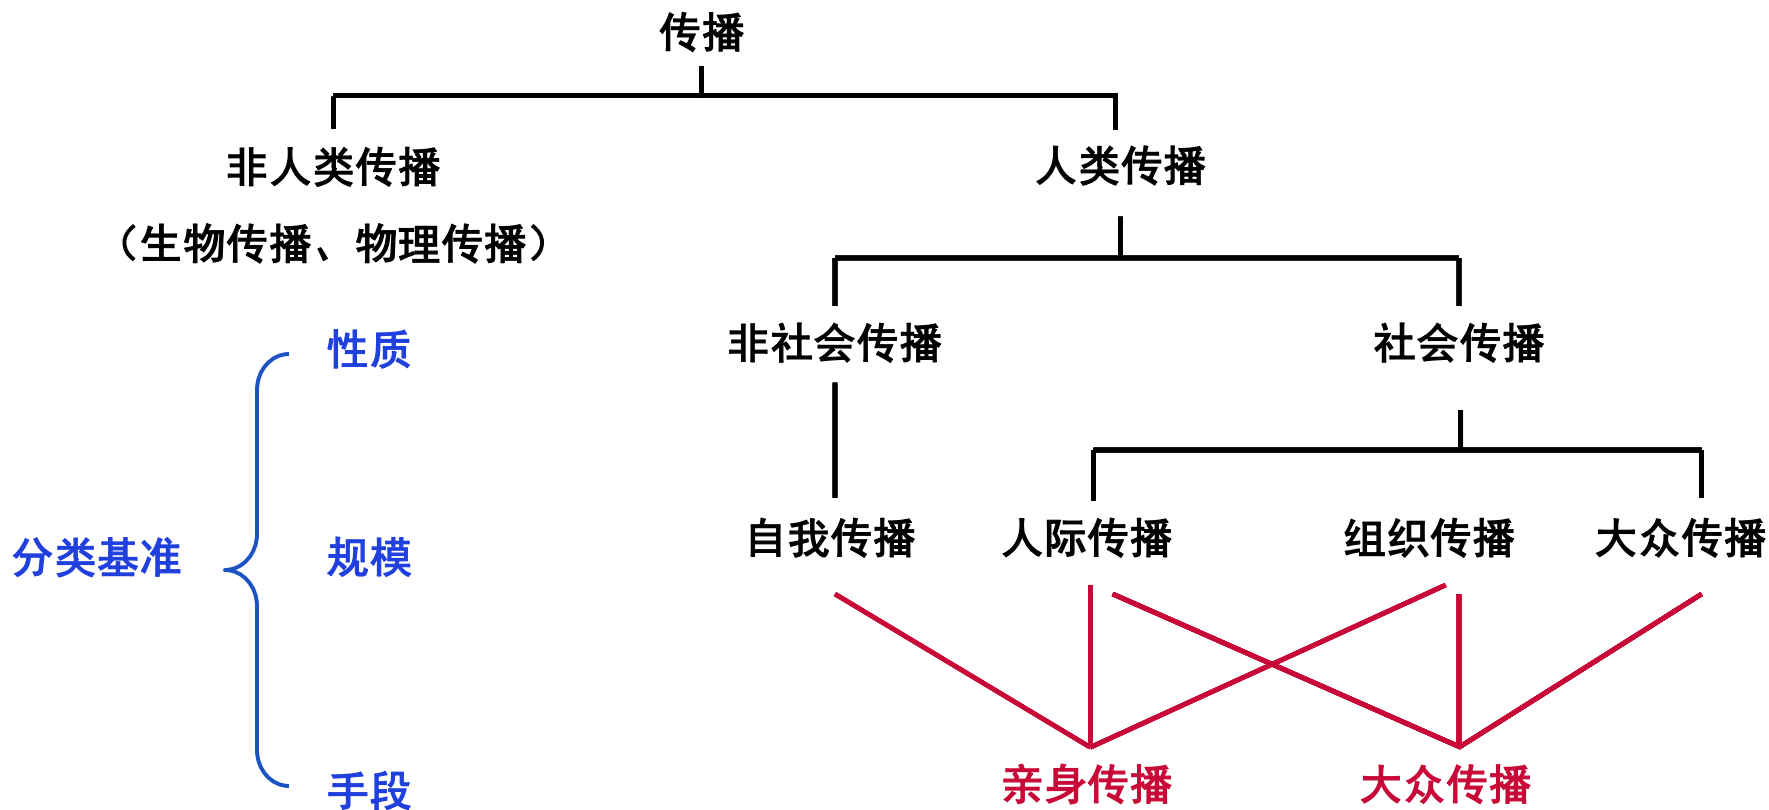 传播
非人类传播
人类传播
（生物传播、物理传播）
性质
非社会传播
社会传播
分类基准
规模
自我传播
人际传播
组织传播
大众传播
手段
亲身传播
大众传播